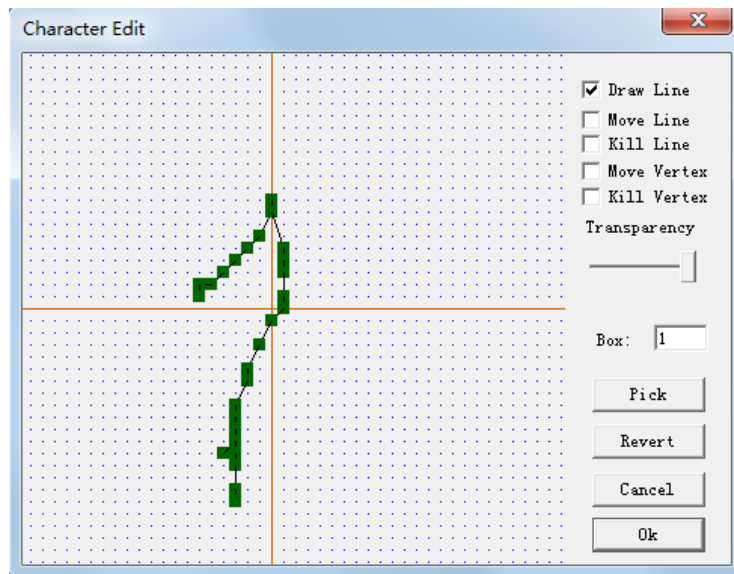 Character Edit
Draw Line
Move Line
Kill Line
Move Vertex
Kill Vertex
Transparency
Box: 1
Pick
Revert
Cancel
Ok